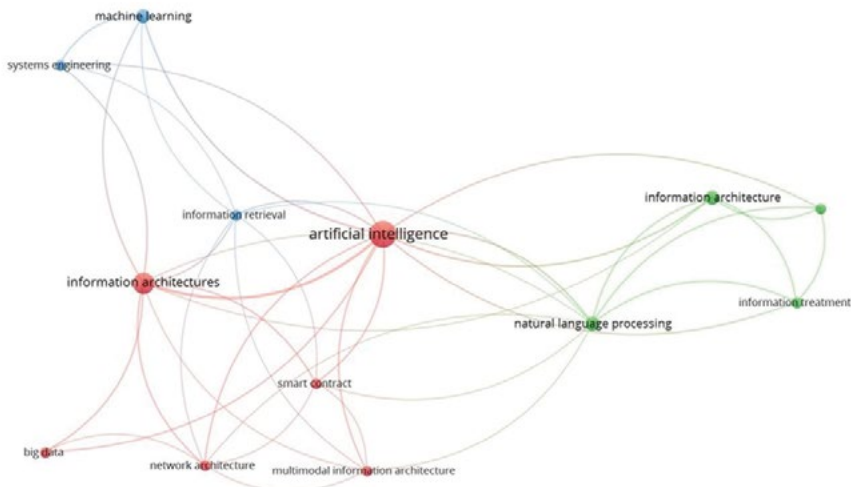 machine learning
systems engineering
information architecture
information retrieval
artificial intelligence
information architectures
information treatment
natural language processing
smart contract
big data
network architecture
multimodal information architecture